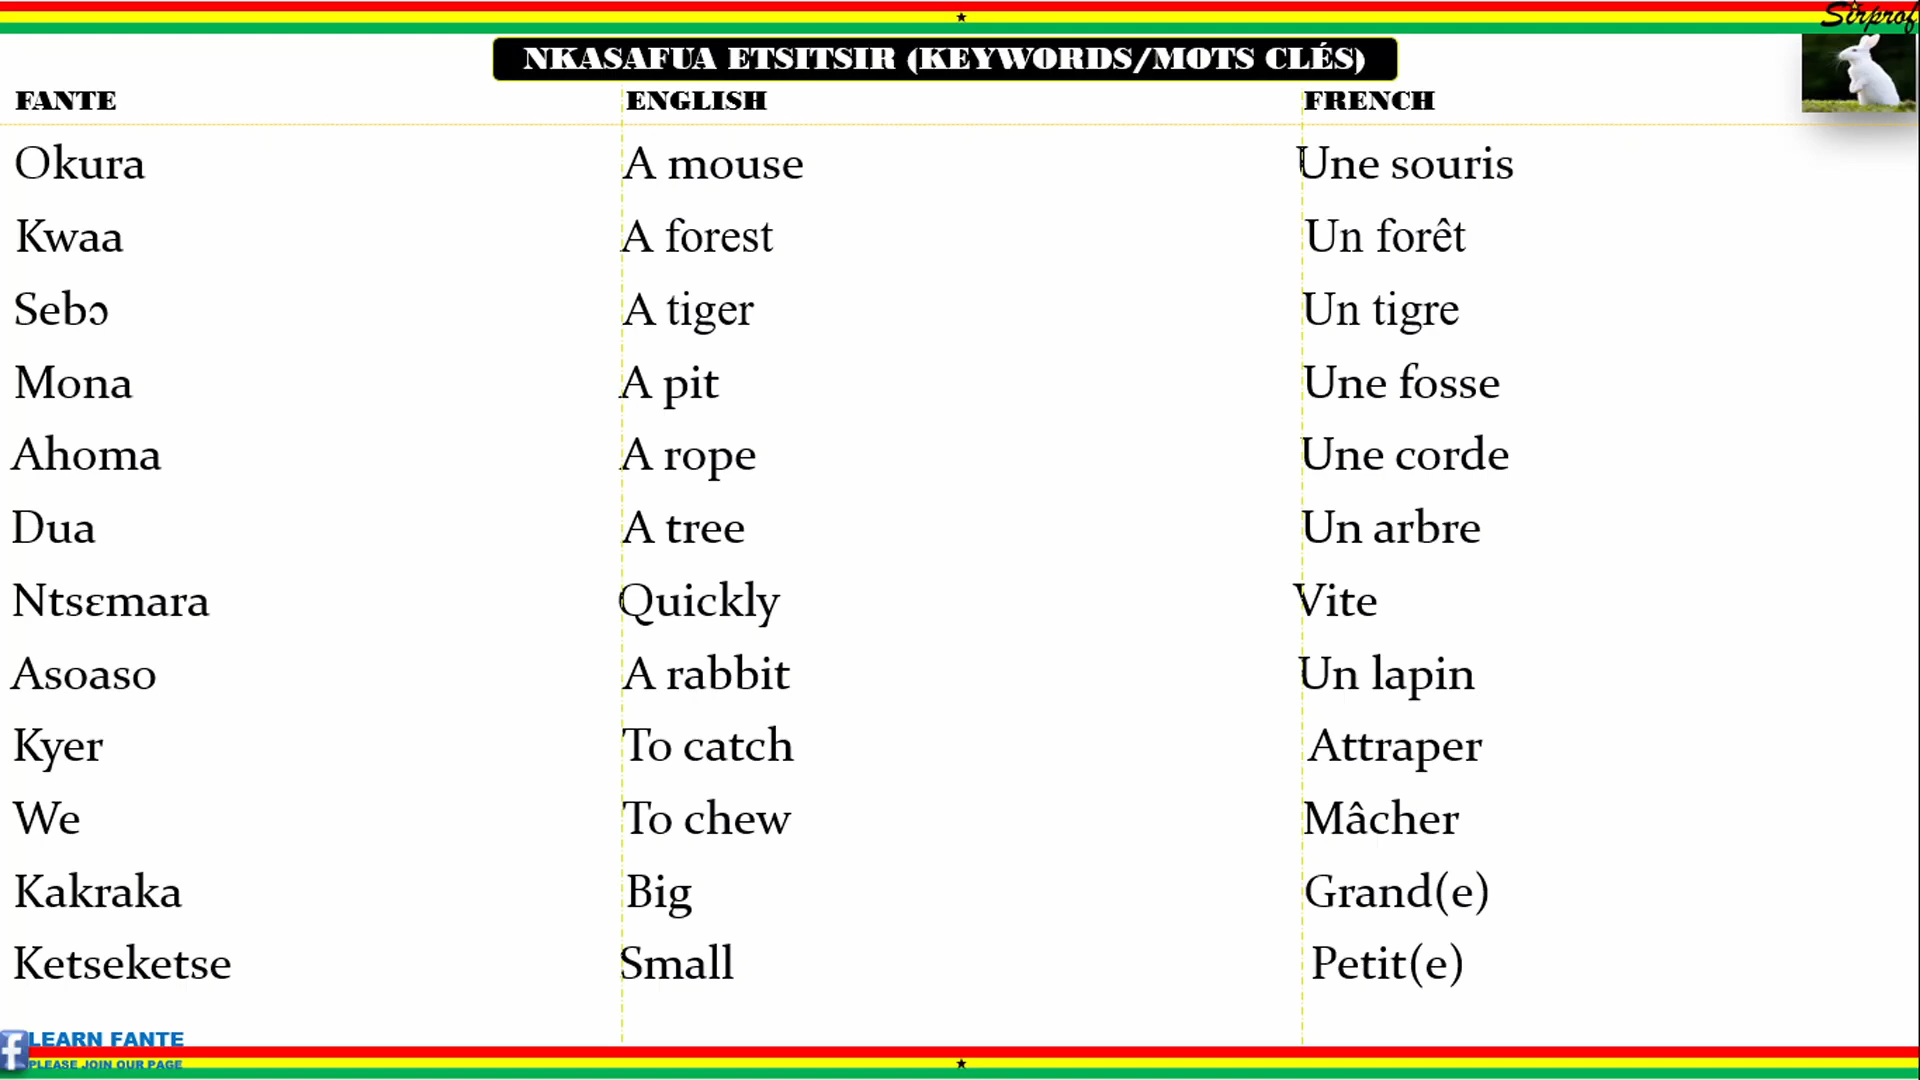 Sirprof
NKASAFUA ETSITSIR (KEYWORDS/MOTS CLÉS)
FANTE ENGLISH FRENCH
Okura A mouse Une souris
Kwaa A forest Un forêt
Sebɔ A tiger Un tigre
Mona A pit Une fosse
Ahoma A rope Une corde
Dua A tree Un arbre
Ntsɛmara Quickly Vite
Asoaso A rabbit Un lapin
Kyer To catch Attraper
We To chew Mâcher
Kakraka Big Grand(e)
Ketseketse Small Petit(e)
LEARN FANTE
PLEASE JOIN OUR PAGE